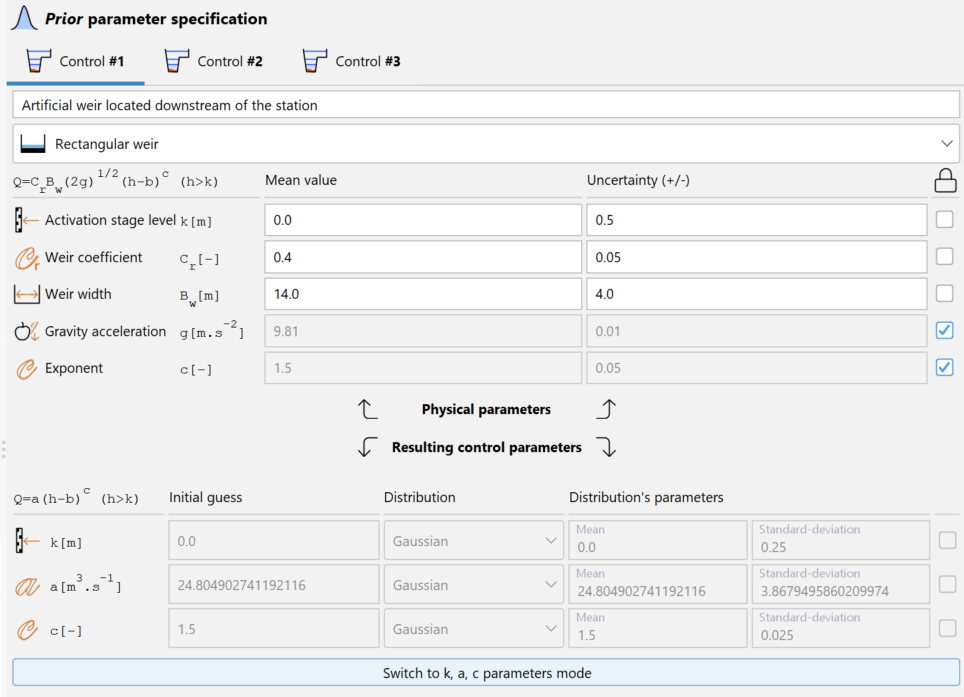 Prior parameter specification
Control #1 Control #2 Control #3
Artificial weir located downstream of the station
Rectangular weir
Q=C_rB_w(2g)^1/2(h-b)^c (h>k) Mean value Uncertainty (+/-)
Activation stage level k[m] 0.0 0.5
r Weir coefficient C_r[-] 0.4 0.05
Weir width B_w[m] 14.0 4.0
Gravity acceleration g[m.s^-2] 9.81 0.01
Exponent c[-] 1.5 0.05
Physical parameters
Resulting control parameters
Q=a(h-b)^c (h>k) Initial guess Distribution Distribution's parameters
k[m] 0.0 Gaussian Mean 0.0 Standard-deviation 0.25
a[m^3.s^-1] 24.804902741192116 Gaussian Mean 24.804902741192116 Standard-deviation 3.8679495860209974
c[-] 1.5 Gaussian Mean 1.5 Standard-deviation 0.025
Switch to k, a, c parameters mode